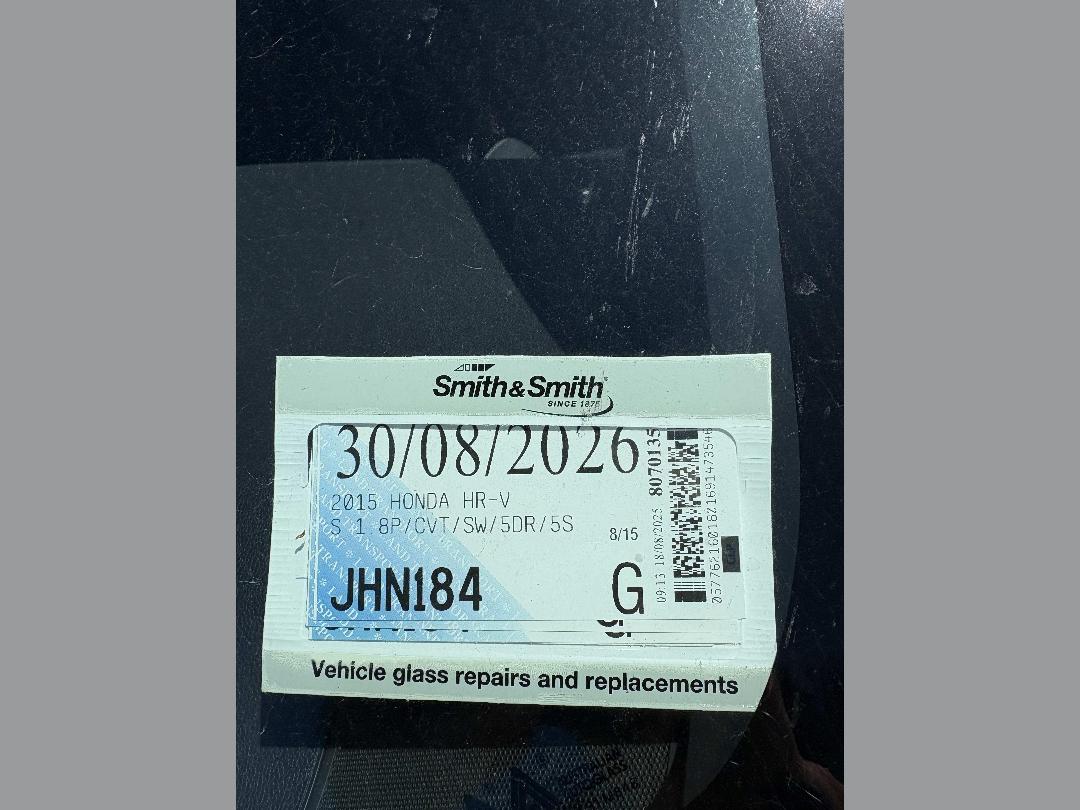 Smith&Smith
SINCE 1875
30/08/2026
2015 HONDA HR-V
S 1 8P/CVT/SW/5DR/5S
8/15
JHN184
G
8070135
09:13 18/08/2025
Vehicle glass repairs and replacements